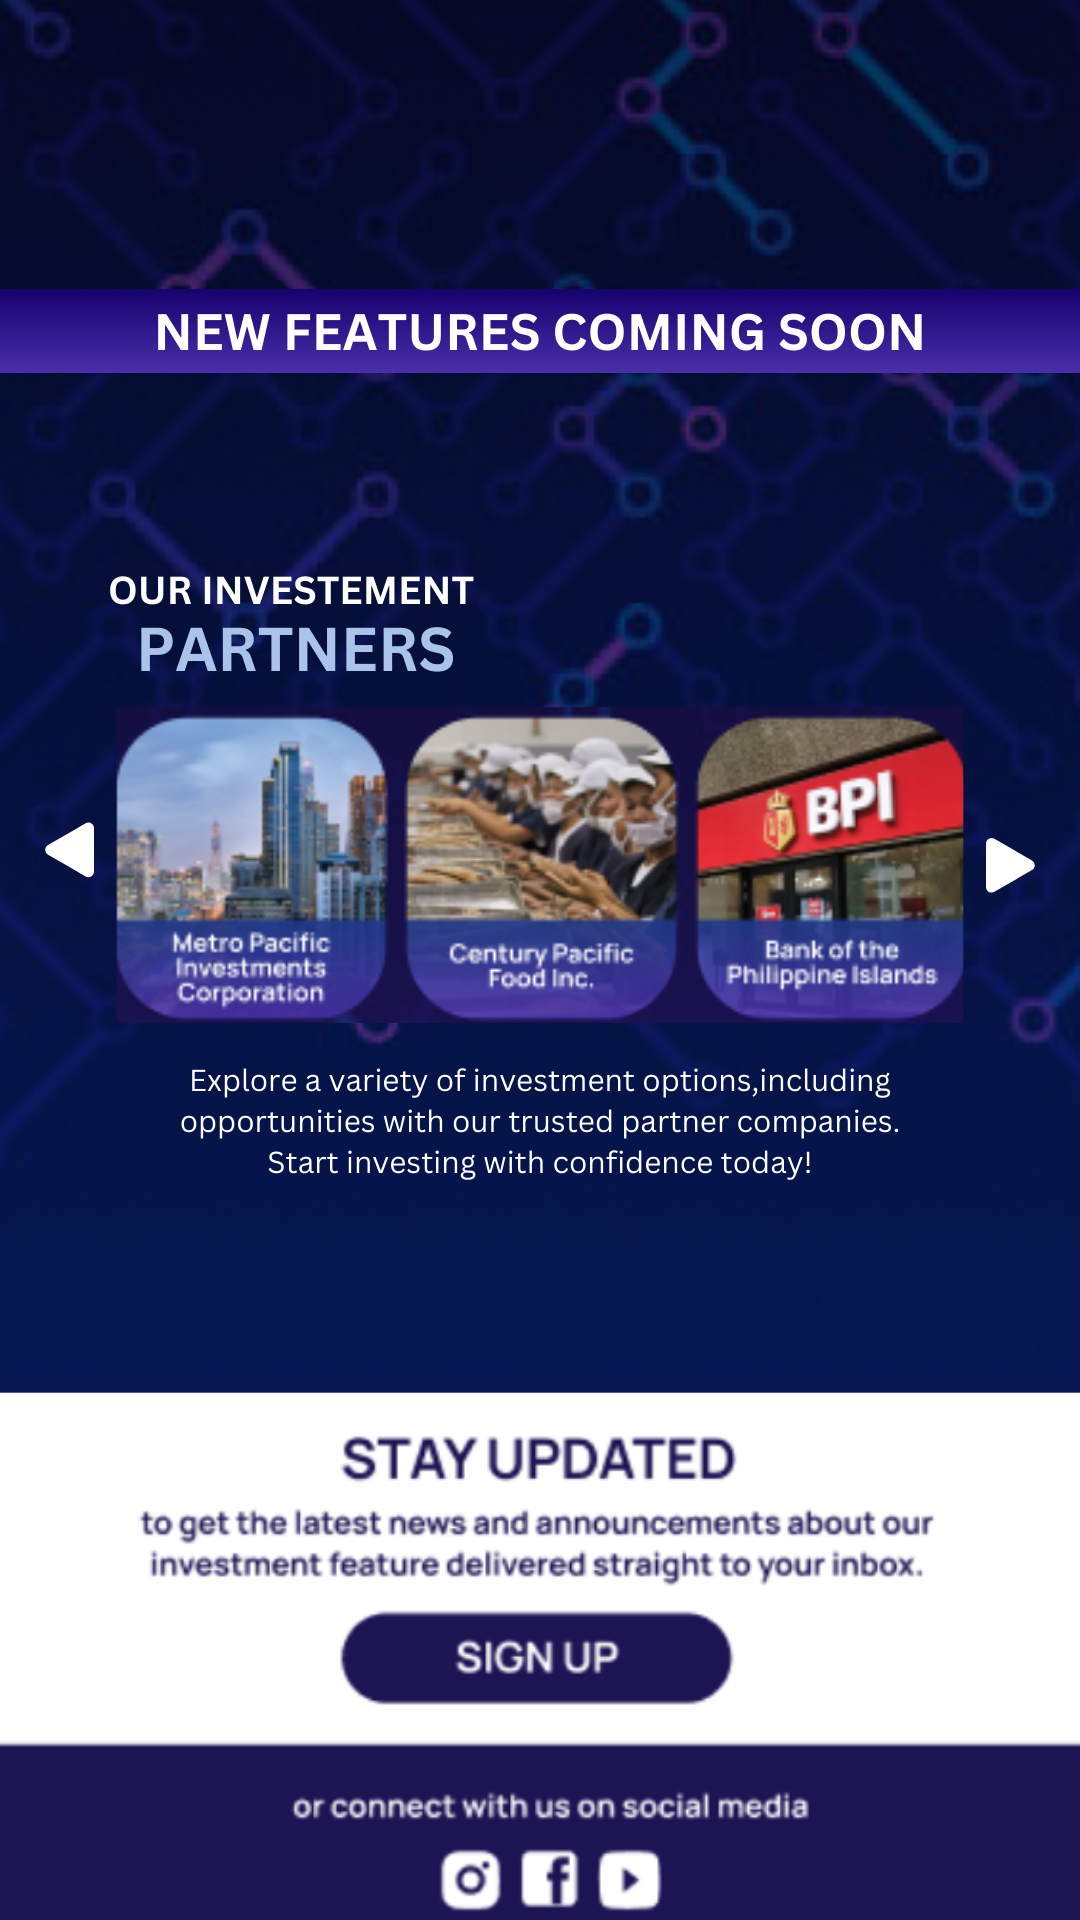 NEW FEATURES COMING SOON
OUR INVESTEMENT
PARTNERS
BPI
Metro Pacific
Investments
Corporation
Century Pacific
Food Inc.
Bank of the
Philippine Islands
Explore a variety of investment options,including
opportunities with our trusted partner companies.
Start investing with confidence today!
STAY UPDATED
to get the latest news and announcements about our
investment feature delivered straight to your inbox.
SIGN UP
or connect with us on social media